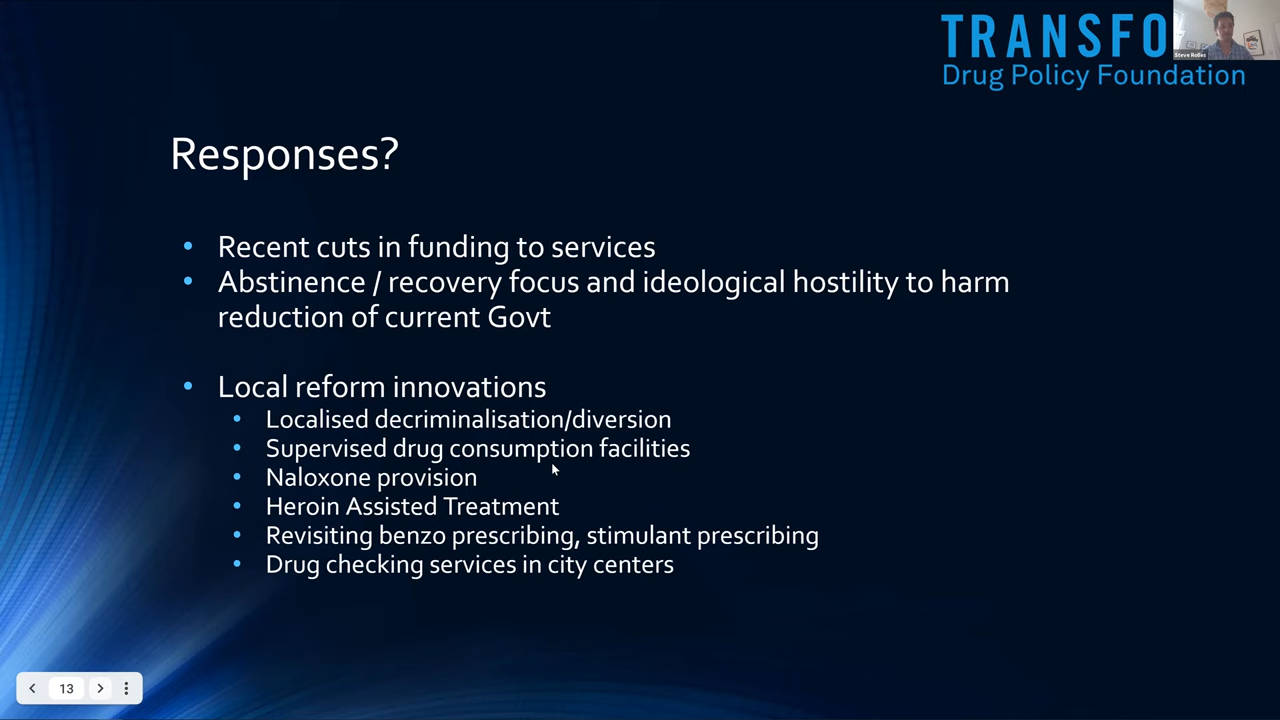 TRANSFO
Steve Rolles
Drug Policy Foundation
Responses?
• Recent cuts in funding to services
• Abstinence / recovery focus and ideological hostility to harm
reduction of current Govt
• Local reform innovations
• Localised decriminalisation/diversion
• Supervised drug consumption facilities
• Naloxone provision
• Heroin Assisted Treatment
• Revisiting benzo prescribing, stimulant prescribing
• Drug checking services in city centers
13